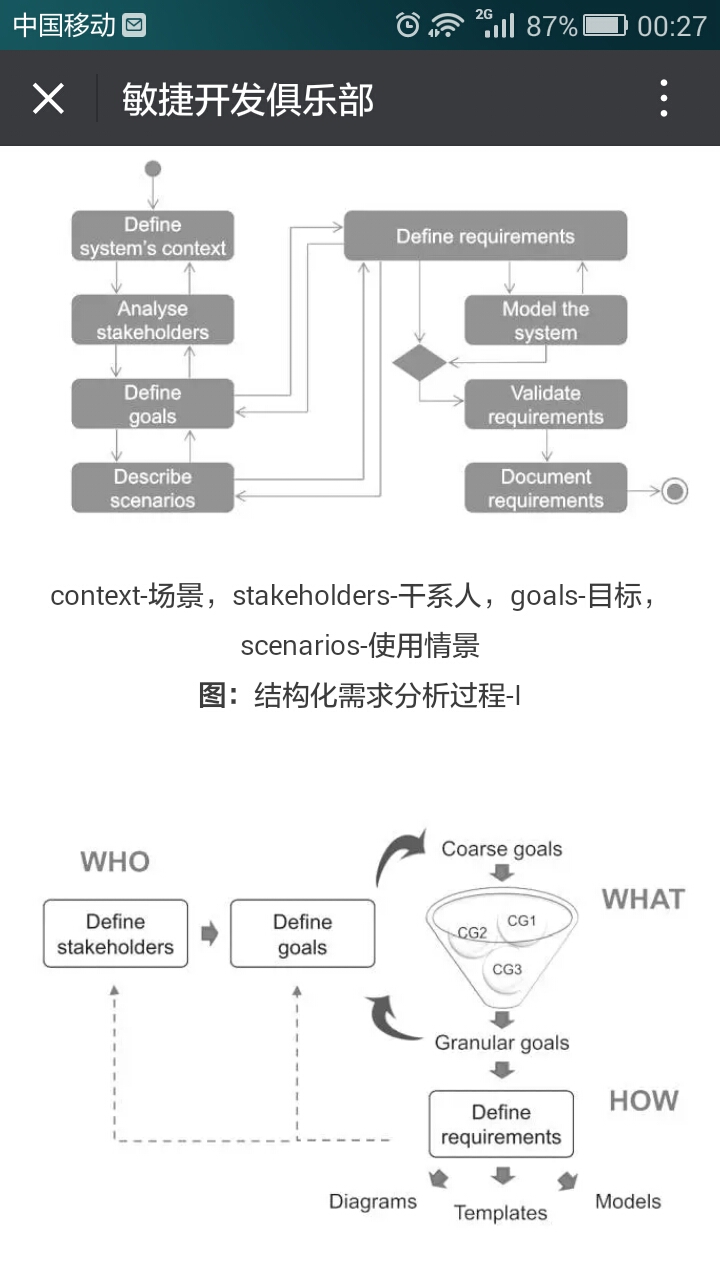 中国移动 2G 87% 00:27
敏捷开发俱乐部
Define
system's context
Define requirements
Analyse
stakeholders
Model the
system
Define
goals
Validate
requirements
Describe
scenarios
Document
requirements
context-场景，stakeholders-干系人，goals-目标，
scenarios-使用情景
图：结构化需求分析过程-I
WHO
Coarse goals
WHAT
Define
stakeholders
Define
goals
CG1
CG2
CG3
Granular goals
HOW
Define
requirements
Diagrams
Templates
Models